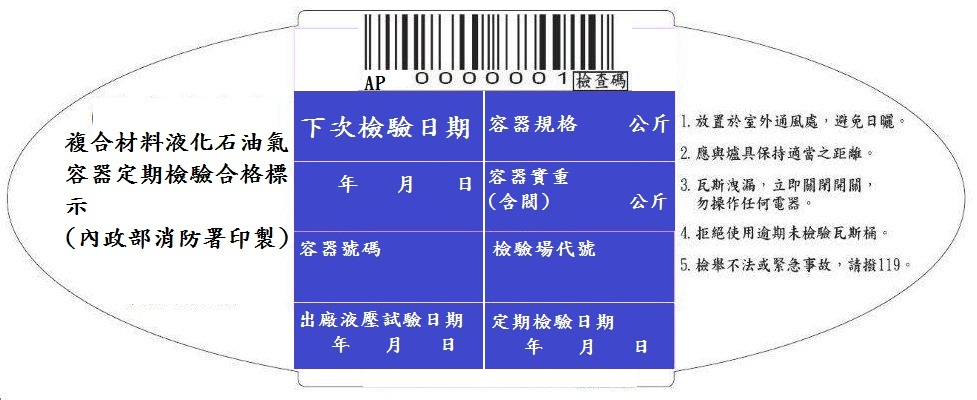 AP 0000001 檢查碼
複合材料液化石油氣
容器定期檢驗合格標
示
(內政部消防署印製)
下次檢驗日期
年 月 日
容器規格 公斤
容器實重
(含閥) 公斤
容器號碼
檢驗場代號
出廠液壓試驗日期
年 月 日
定期檢驗日期
年 月 日
1. 放置於室外通風處，避免日曬。
2. 應與爐具保持適當之距離。
3. 瓦斯洩漏，立即關閉開關，
勿操作任何電器。
4. 拒絕使用逾期未檢驗瓦斯桶。
5. 檢舉不法或緊急事故，請撥119。